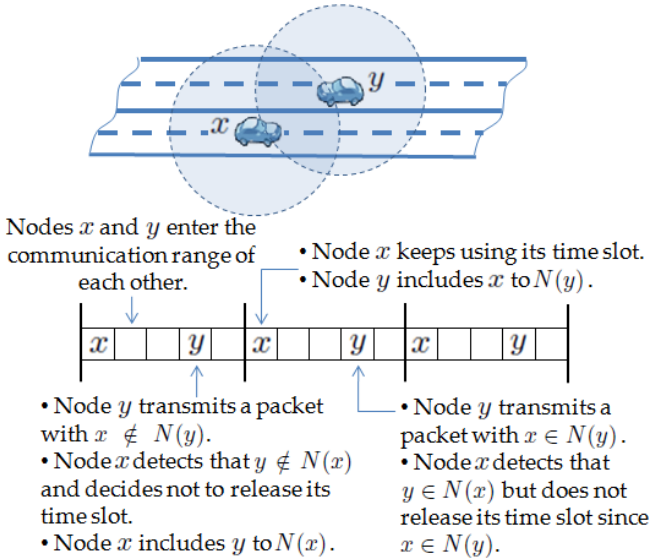 y
x
Nodes x and y enter the
communication range of
each other.
• Node x keeps using its time slot.
• Node y includes x to N(y).
x y x y x y
• Node y transmits a packet
with x ∉ N(y).
• Node x detects that y ∉ N(x)
and decides not to release its
time slot.
• Node x includes y to N(x).
• Node y transmits a
packet with x ∈ N(y).
• Node x detects that
y ∈ N(x) but does not
release its time slot since
x ∈ N(y).